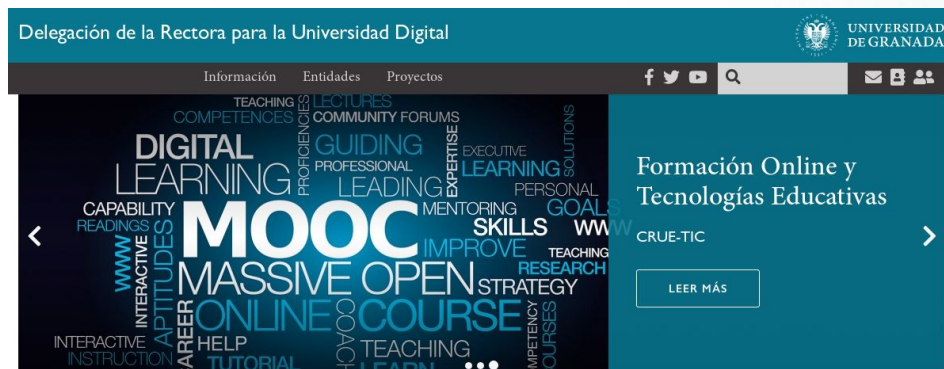 Delegación de la Rectora para la Universidad Digital
UNIVERSIDAD
DE GRANADA
Información Entidades Proyectos
TEACHING LECTURES
COMPETENCES COMMUNITY FORUMS
PROFICIENCIES
DIGITAL GUIDING EXPERTISE EXECUTIVE SOLUTIONS
LEARNING PROFESSIONAL LEARNING
LEADING PERSONAL
CAPABILITY MENTORING GOALS
READINGS MOOC SKILLS WWW
WWW INTERACTIVE APTITUDES IMPROVE TEACHING
RESEARCH
MASSIVE OPEN STRATEGY
ONLINE COURSE
COACH
INTERACTIVE HELP TEACHING
INSTRUCTION TUTORIAL LEARN
Formación Online y
Tecnologías Educativas
CRUE-TIC
LEER MÁS